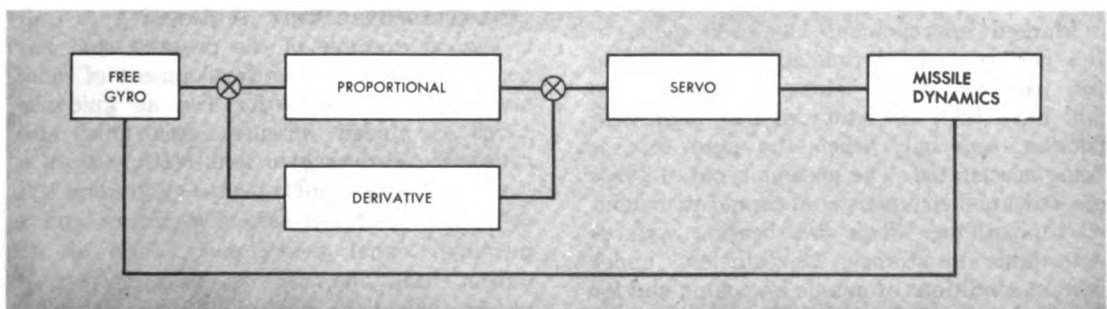 FREE
GYRO
PROPORTIONAL
SERVO
MISSILE
DYNAMICS
DERIVATIVE